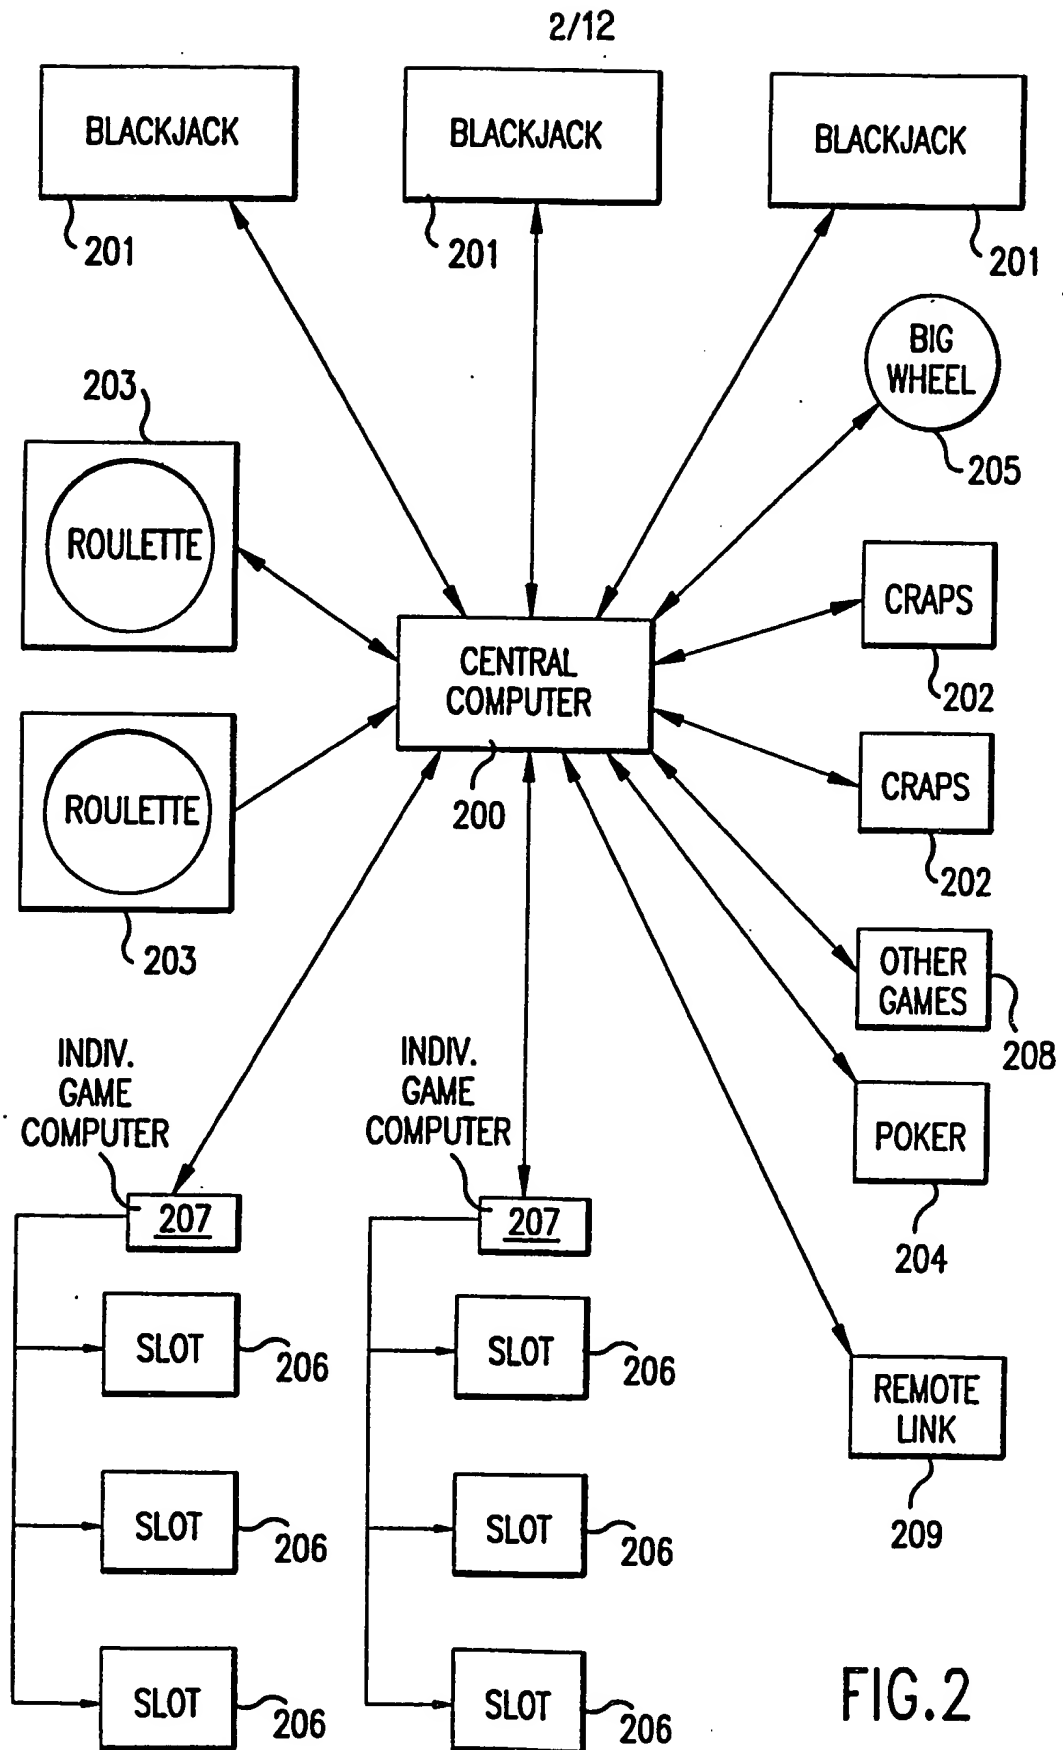 2/12
BLACKJACK
BLACKJACK
BLACKJACK
201
201
201
BIG
WHEEL
205
203
ROULETTE
CRAPS
202
CENTRAL
COMPUTER
200
ROULETTE
203
CRAPS
202
OTHER
GAMES
208
INDIV.
GAME
COMPUTER
207
INDIV.
GAME
COMPUTER
207
POKER
204
SLOT
206
SLOT
206
SLOT
206
SLOT
206
SLOT
206
SLOT
206
REMOTE
LINK
209
FIG.2